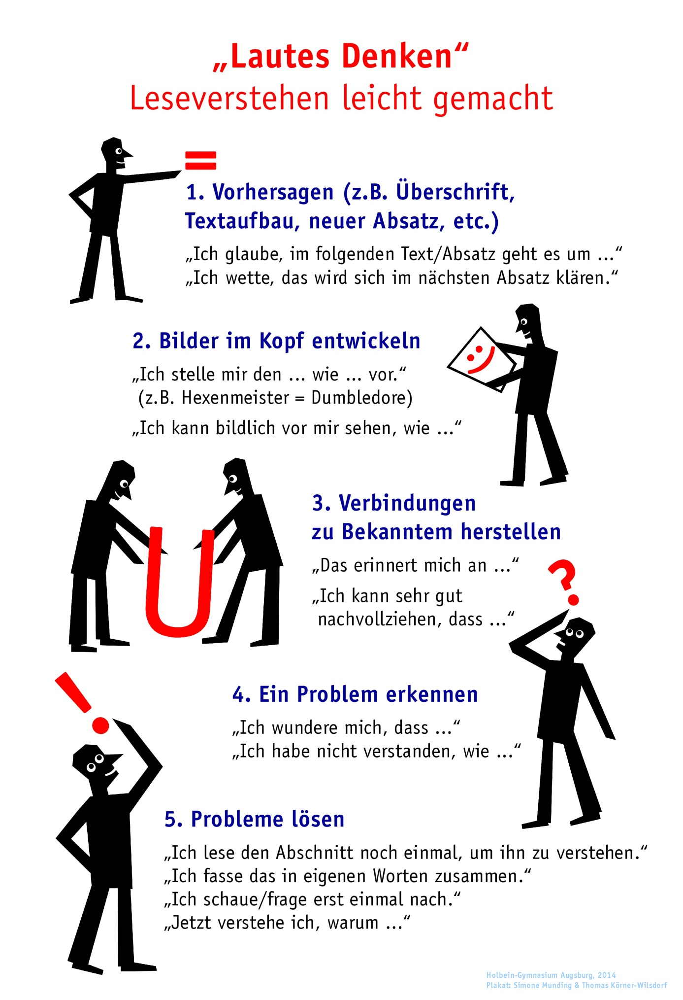 „Lautes Denken“
Leseverstehen leicht gemacht
=
1. Vorhersagen (z.B. Überschrift,
Textaufbau, neuer Absatz, etc.)
„Ich glaube, im folgenden Text/Absatz geht es um ...“
„Ich wette, das wird sich im nächsten Absatz klären.“
2. Bilder im Kopf entwickeln
„Ich stelle mir den ... wie ... vor.“
(z.B. Hexenmeister = Dumbledore)
„Ich kann bildlich vor mir sehen, wie ...“
:)
U
3. Verbindungen
zu Bekanntem herstellen
„Das erinnert mich an ...“
„Ich kann sehr gut
nachvollziehen, dass ...“
?
4. Ein Problem erkennen
„Ich wundere mich, dass ...“
„Ich habe nicht verstanden, wie ...“
!
5. Probleme lösen
„Ich lese den Abschnitt noch einmal, um ihn zu verstehen.“
„Ich fasse das in eigenen Worten zusammen.“
„Ich schaue/frage erst einmal nach.“
„Jetzt verstehe ich, warum ...“
Holbein-Gymnasium Augsburg, 2014
Plakat: Simone Munding & Thomas Körner-Wilsdorf